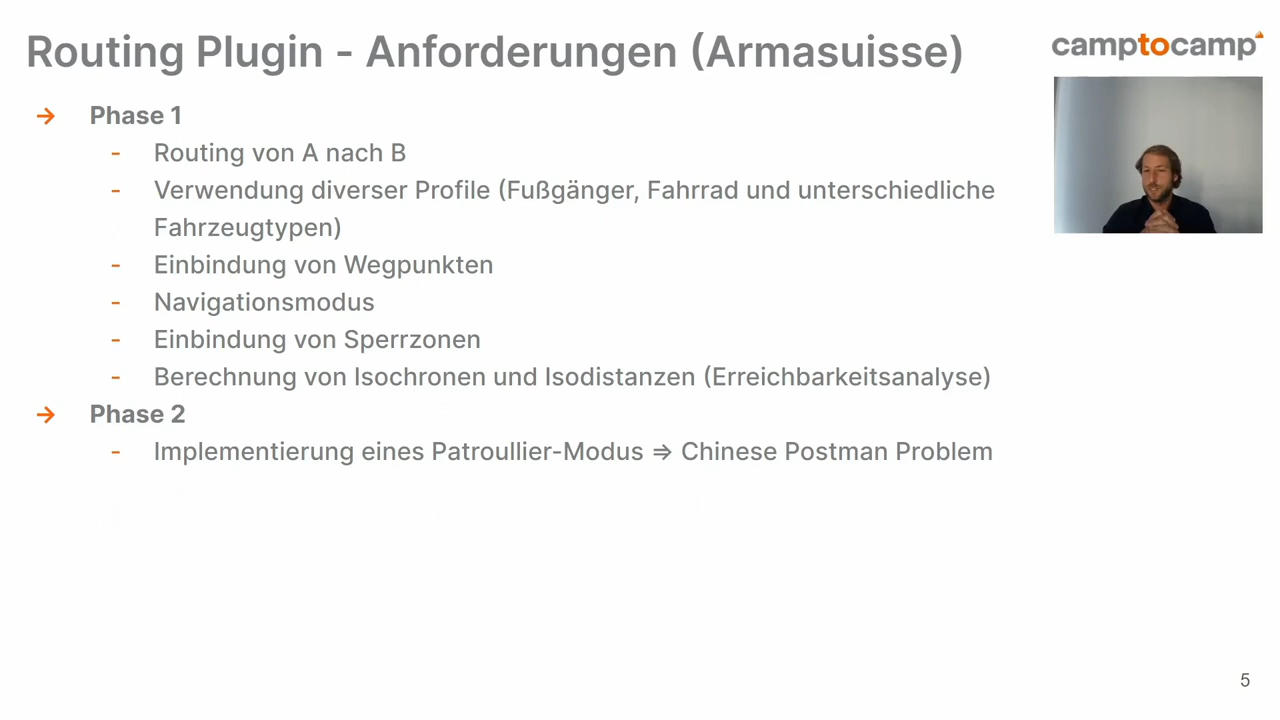 Routing Plugin - Anforderungen (Armasuisse)
camptocamp
→ Phase 1
- Routing von A nach B
- Verwendung diverser Profile (Fußgänger, Fahrrad und unterschiedliche
Fahrzeugtypen)
- Einbindung von Wegpunkten
- Navigationsmodus
- Einbindung von Sperrzonen
- Berechnung von Isochronen und Isodistanzen (Erreichbarkeitsanalyse)
→ Phase 2
- Implementierung eines Patroullier-Modus ⇒ Chinese Postman Problem
5